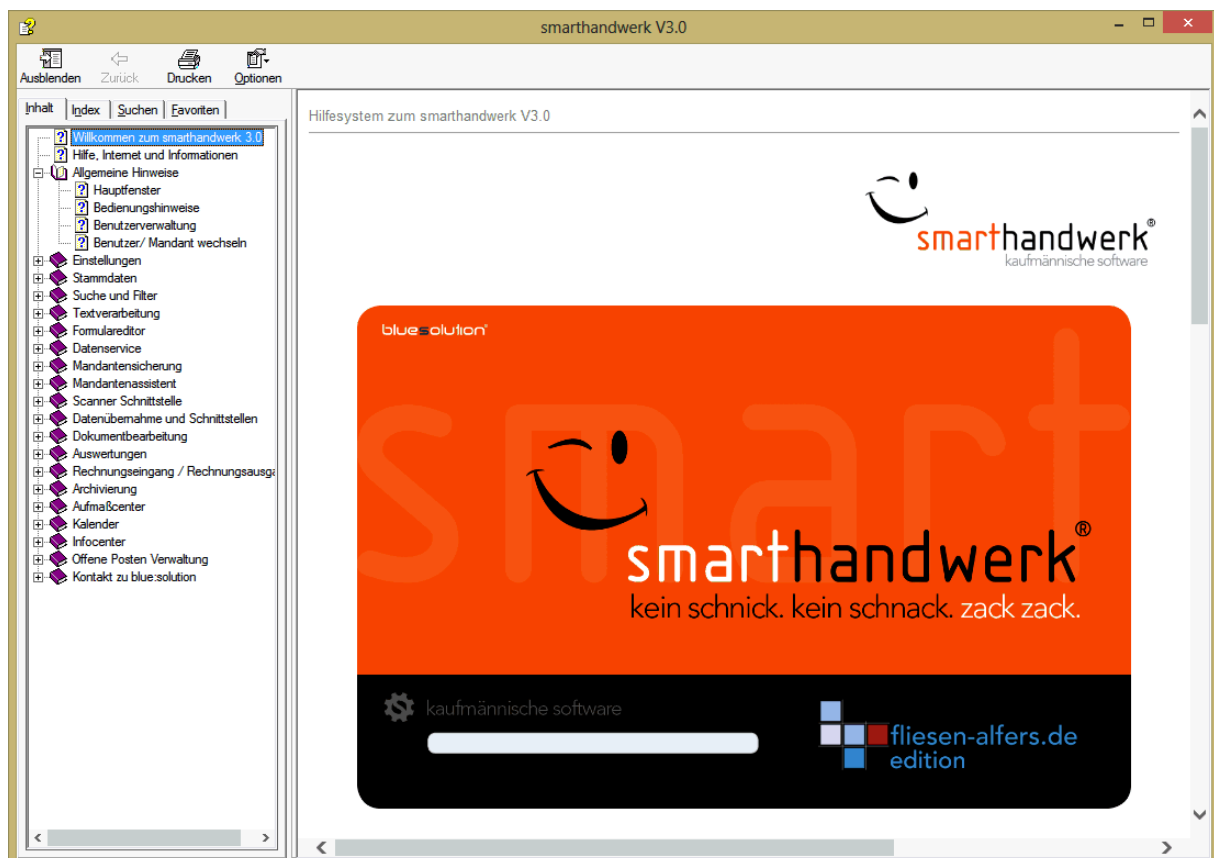 smarthandwerk V3.0
Ausblenden Zurück Drucken Optionen
Inhalt Index Suchen Favoriten
Willkommen zum smarthandwerk 3.0
Hilfe, Internet und Informationen
Allgemeine Hinweise
Hauptfenster
Bedienungshinweise
Benutzerverwaltung
Benutzer/ Mandant wechseln
Einstellungen
Stammdaten
Suche und Filter
Textverarbeitung
Formulareditor
Datenservice
Mandantensicherung
Mandantenassistent
Scanner Schnittstelle
Datenübernahme und Schnittstellen
Dokumentbearbeitung
Auswertungen
Rechnungseingang / Rechnungsausga
Archivierung
Aufmaßcenter
Kalender
Infocenter
Offene Posten Verwaltung
Kontakt zu blue:solution
Hilfesystem zum smarthandwerk V3.0
smarthandwerk®
kaufmännische software
bluesolution®
smart
smarthandwerk®
kein schnick. kein schnack. zack zack.
kaufmännische software
fliesen-alfers.de
edition